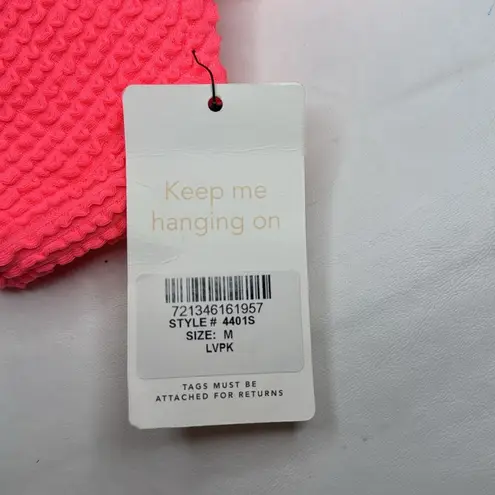 Keep me
hanging on
721346161957
STYLE # 4401S
SIZE: M
LVPK
TAGS MUST BE
ATTACHED FOR RETURNS